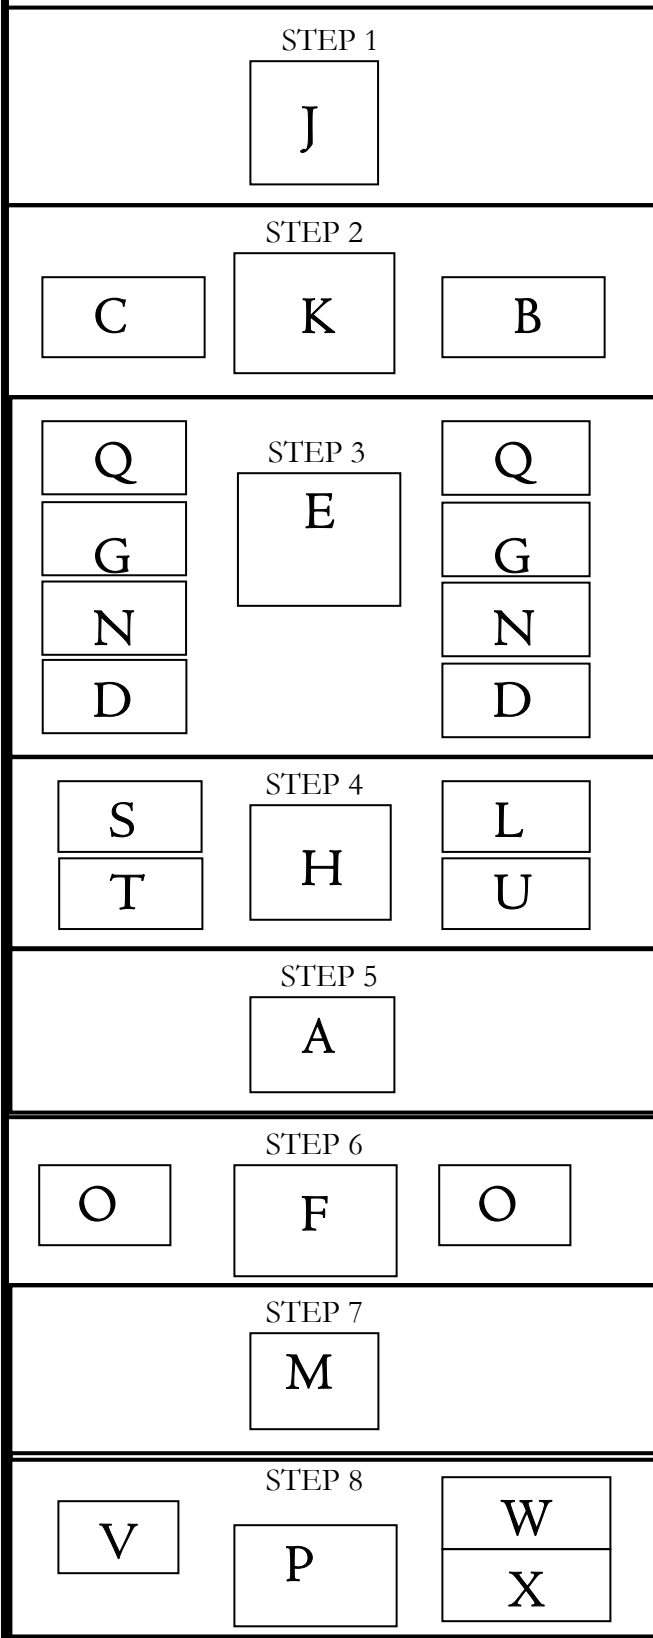 STEP 1
J
STEP 2
C K B
STEP 3
Q E Q
G G
N N
D D
STEP 4
S H L
T U
STEP 5
A
STEP 6
O F O
STEP 7
M
STEP 8
V P W
X